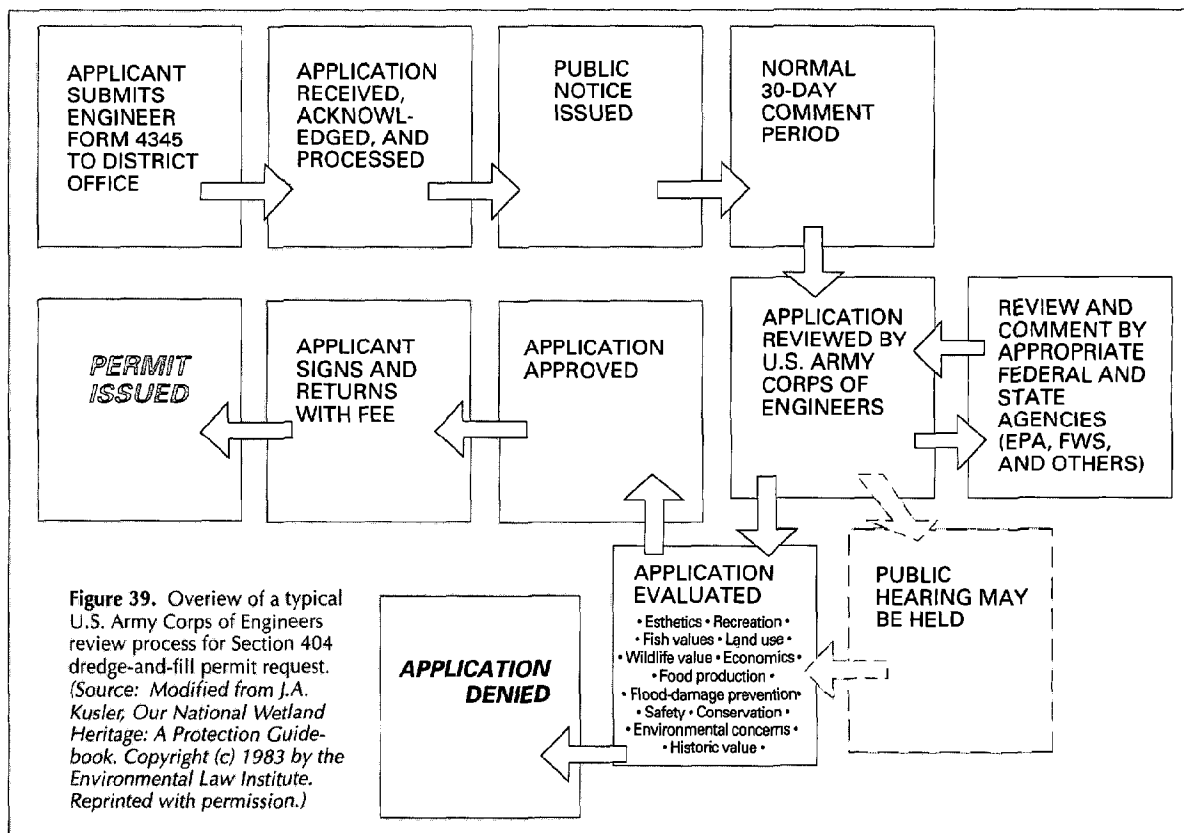 APPLICANT
SUBMITS
ENGINEER
FORM 4345
TO DISTRICT
OFFICE
APPLICATION
RECEIVED,
ACKNOWL-
EDGED, AND
PROCESSED
PUBLIC
NOTICE
ISSUED
NORMAL
30-DAY
COMMENT
PERIOD
APPLICATION
REVIEWED BY
U.S. ARMY
CORPS OF
ENGINEERS
REVIEW AND
COMMENT BY
APPROPRIATE
FEDERAL AND
STATE
AGENCIES
(EPA, FWS,
AND OTHERS)
PUBLIC
HEARING MAY
BE HELD
APPLICATION
EVALUATED
• Esthetics • Recreation •
• Fish values • Land use •
• Wildlife value • Economics •
• Food production •
• Flood-damage prevention •
• Safety • Conservation •
• Environmental concerns •
• Historic value •
APPLICATION
DENIED
APPLICATION
APPROVED
APPLICANT
SIGNS AND
RETURNS
WITH FEE
PERMIT
ISSUED
Figure 39. Overiew of a typical
U.S. Army Corps of Engineers
review process for Section 404
dredge-and-fill permit request.
(Source: Modified from J.A.
Kusler, Our National Wetland
Heritage: A Protection Guide-
book. Copyright (c) 1983 by the
Environmental Law Institute.
Reprinted with permission.)